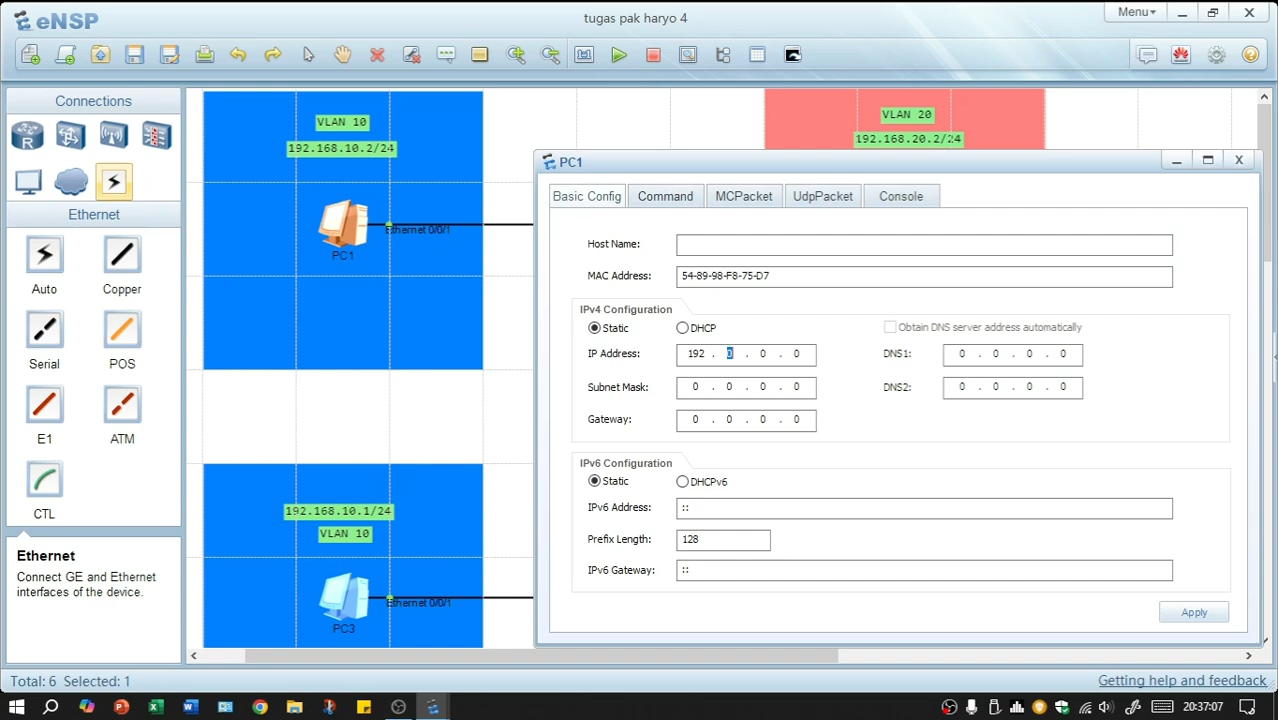 eNSP
tugas pak haryo 4
Menu
Connections
Ethernet
Auto
Copper
Serial
POS
E1
ATM
CTL
Ethernet
Connect GE and Ethernet
interfaces of the device.
VLAN 10
192.168.10.2/24
Ethernet 0/0/1
PC1
192.168.10.1/24
VLAN 10
Ethernet 0/0/1
PC3
VLAN 20
192.168.20.2/24
PC1
Basic Config
Command
MCPacket
UdpPacket
Console
Host Name:
MAC Address: 54-89-98-F8-75-D7
IPv4 Configuration
Static DHCP Obtain DNS server address automatically
IP Address: 192 . 0 . 0 . 0 DNS1: 0 . 0 . 0 . 0
Subnet Mask: 0 . 0 . 0 . 0 DNS2: 0 . 0 . 0 . 0
Gateway: 0 . 0 . 0 . 0
IPv6 Configuration
Static DHCPv6
IPv6 Address: ::
Prefix Length: 128
IPv6 Gateway: ::
Apply
Total: 6 Selected: 1
Getting help and feedback
20:37:07